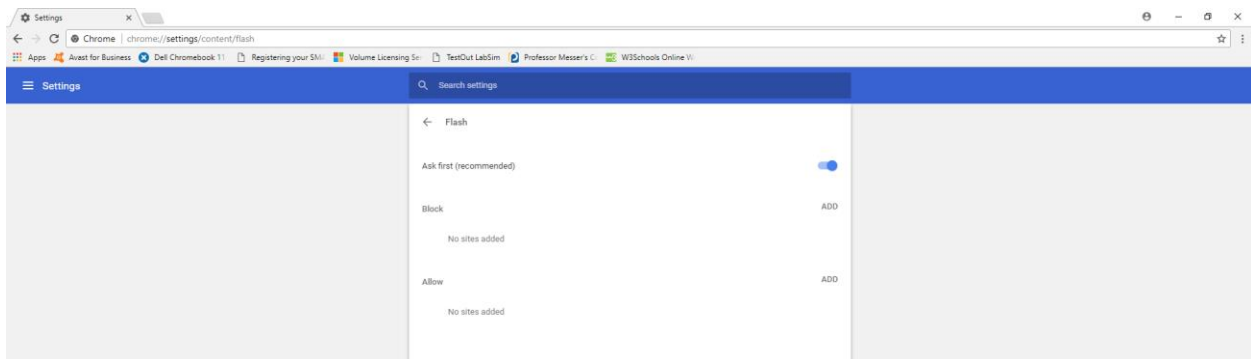 Settings
Chrome | chrome://settings/content/flash
Apps Avast for Business Dell Chromebook 11 Registering your SM Volume Licensing Se TestOut LabSim Professor Messer's C W3Schools Online W
Settings Search settings
Flash
Ask first (recommended)
Block ADD
No sites added
Allow ADD
No sites added